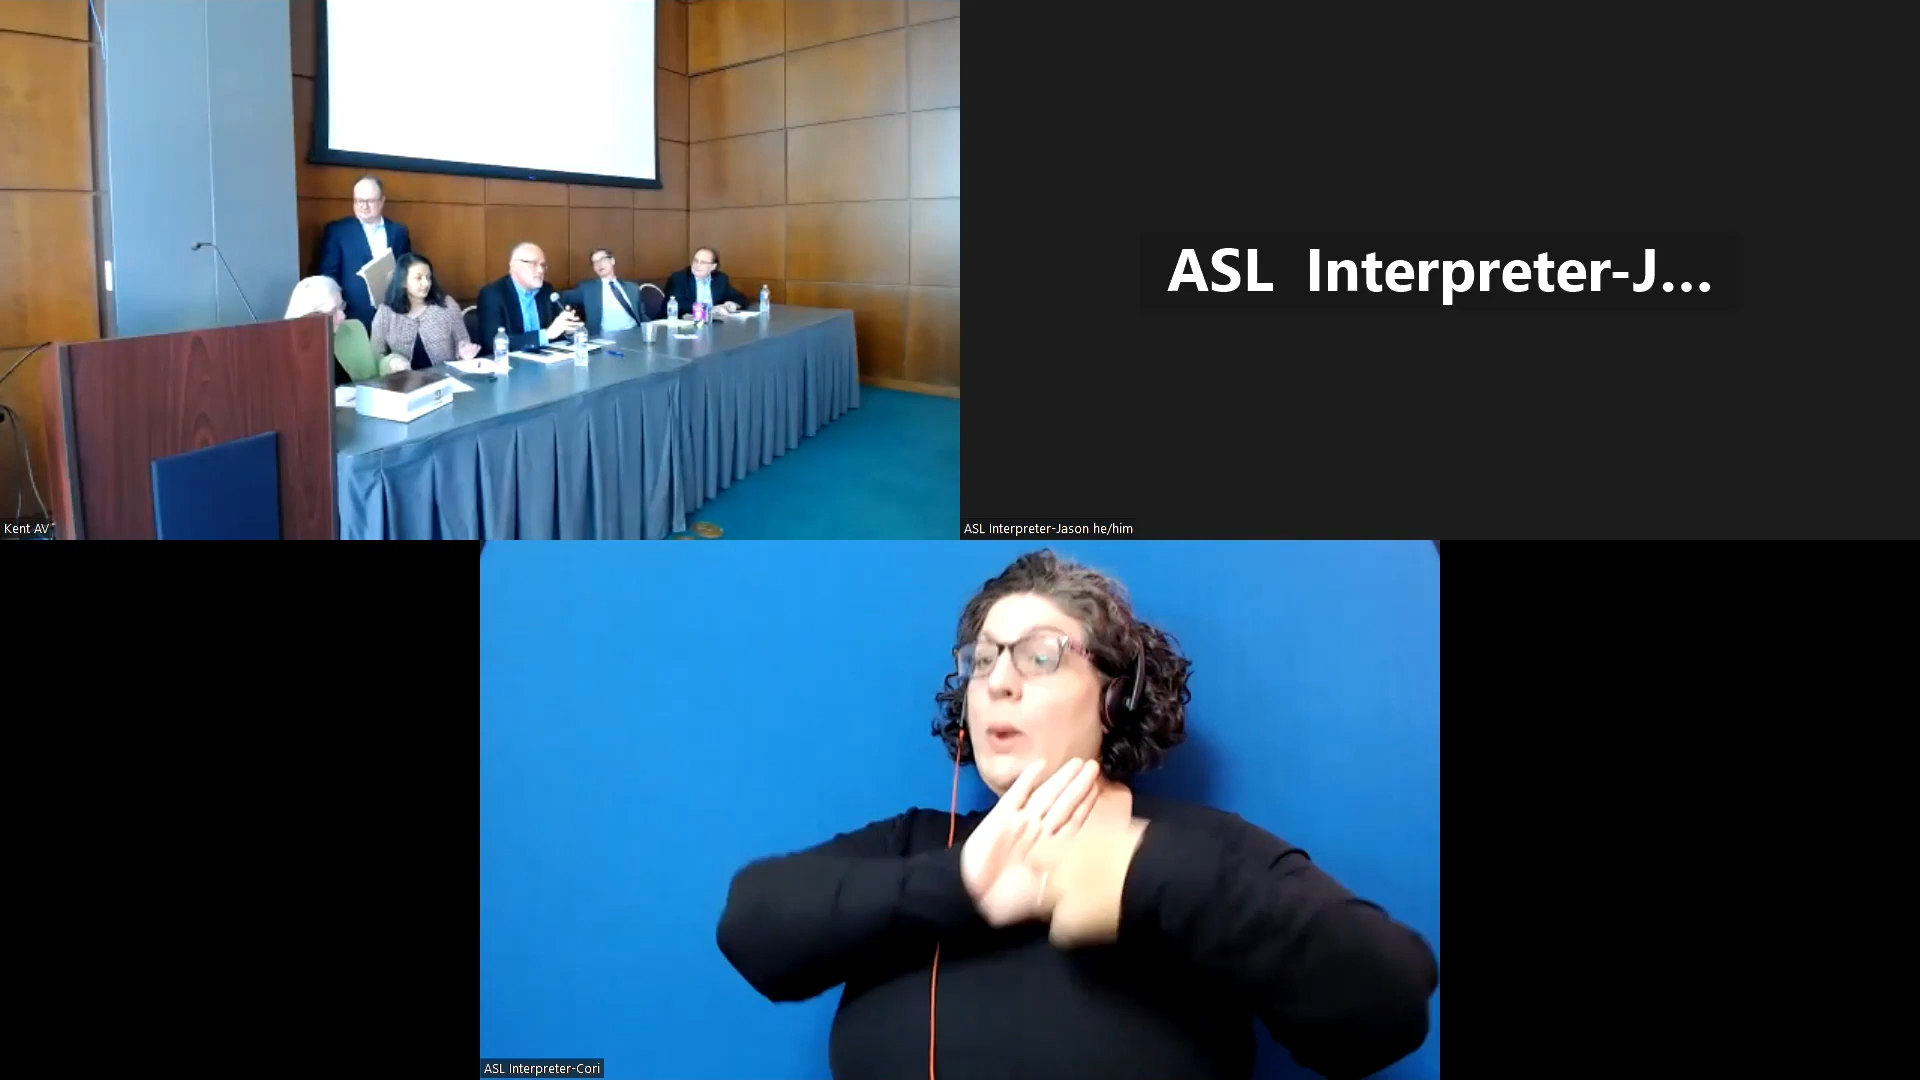 ASL Interpreter-J...
Kent AV
ASL Interpreter-Jason he/him
ASL Interpreter-Cori